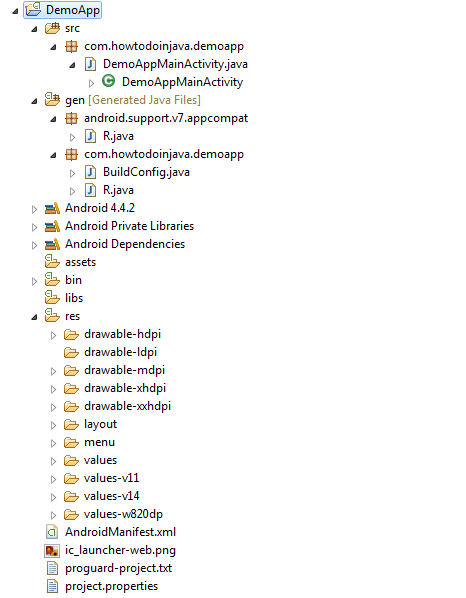 DemoApp
src
com.howtodoinjava.demoapp
DemoAppMainActivity.java
DemoAppMainActivity
gen [Generated Java Files]
android.support.v7.appcompat
R.java
com.howtodoinjava.demoapp
BuildConfig.java
R.java
Android 4.4.2
Android Private Libraries
Android Dependencies
assets
bin
libs
res
drawable-hdpi
drawable-ldpi
drawable-mdpi
drawable-xhdpi
drawable-xxhdpi
layout
menu
values
values-v11
values-v14
values-w820dp
AndroidManifest.xml
ic_launcher-web.png
proguard-project.txt
project.properties